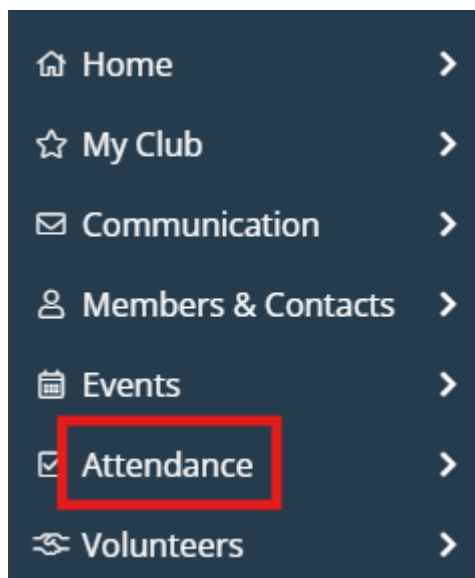 Home
My Club
Communication
Members & Contacts
Events
Attendance
Volunteers